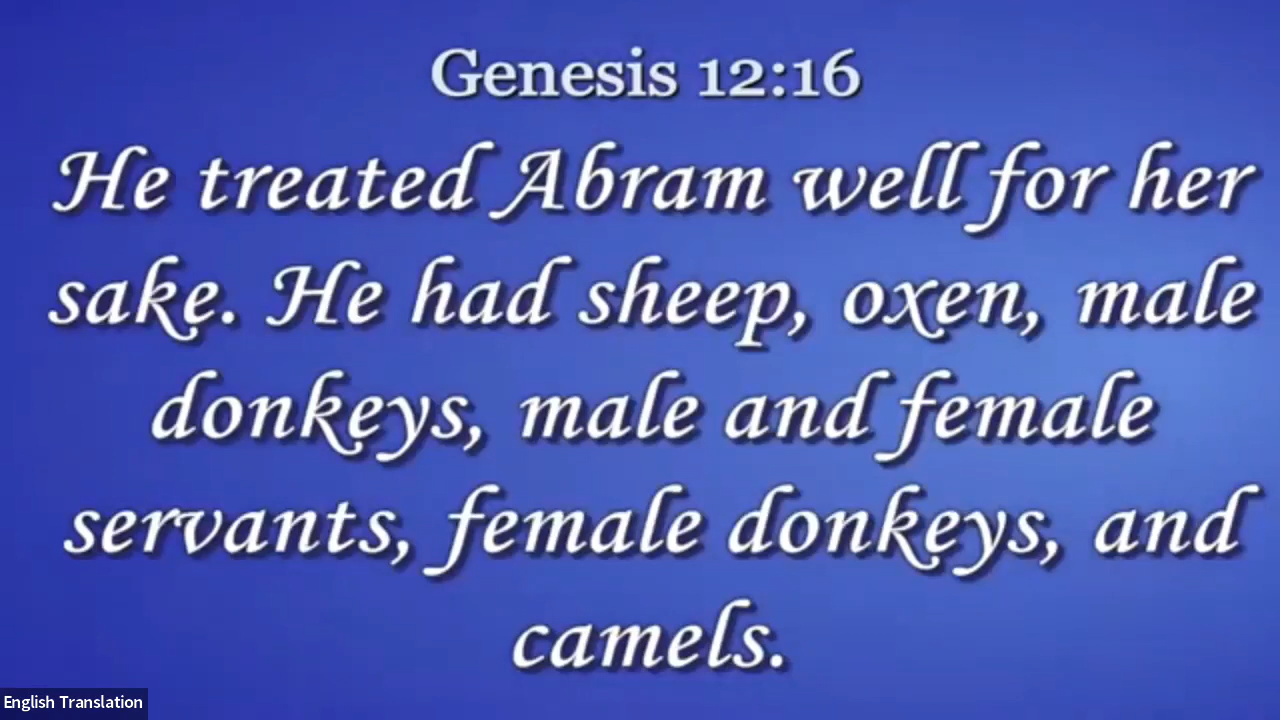 Genesis 12:16
He treated Abram well for her
sake. He had sheep, oxen, male
donkeys, male and female
servants, female donkeys, and
camels.
English Translation